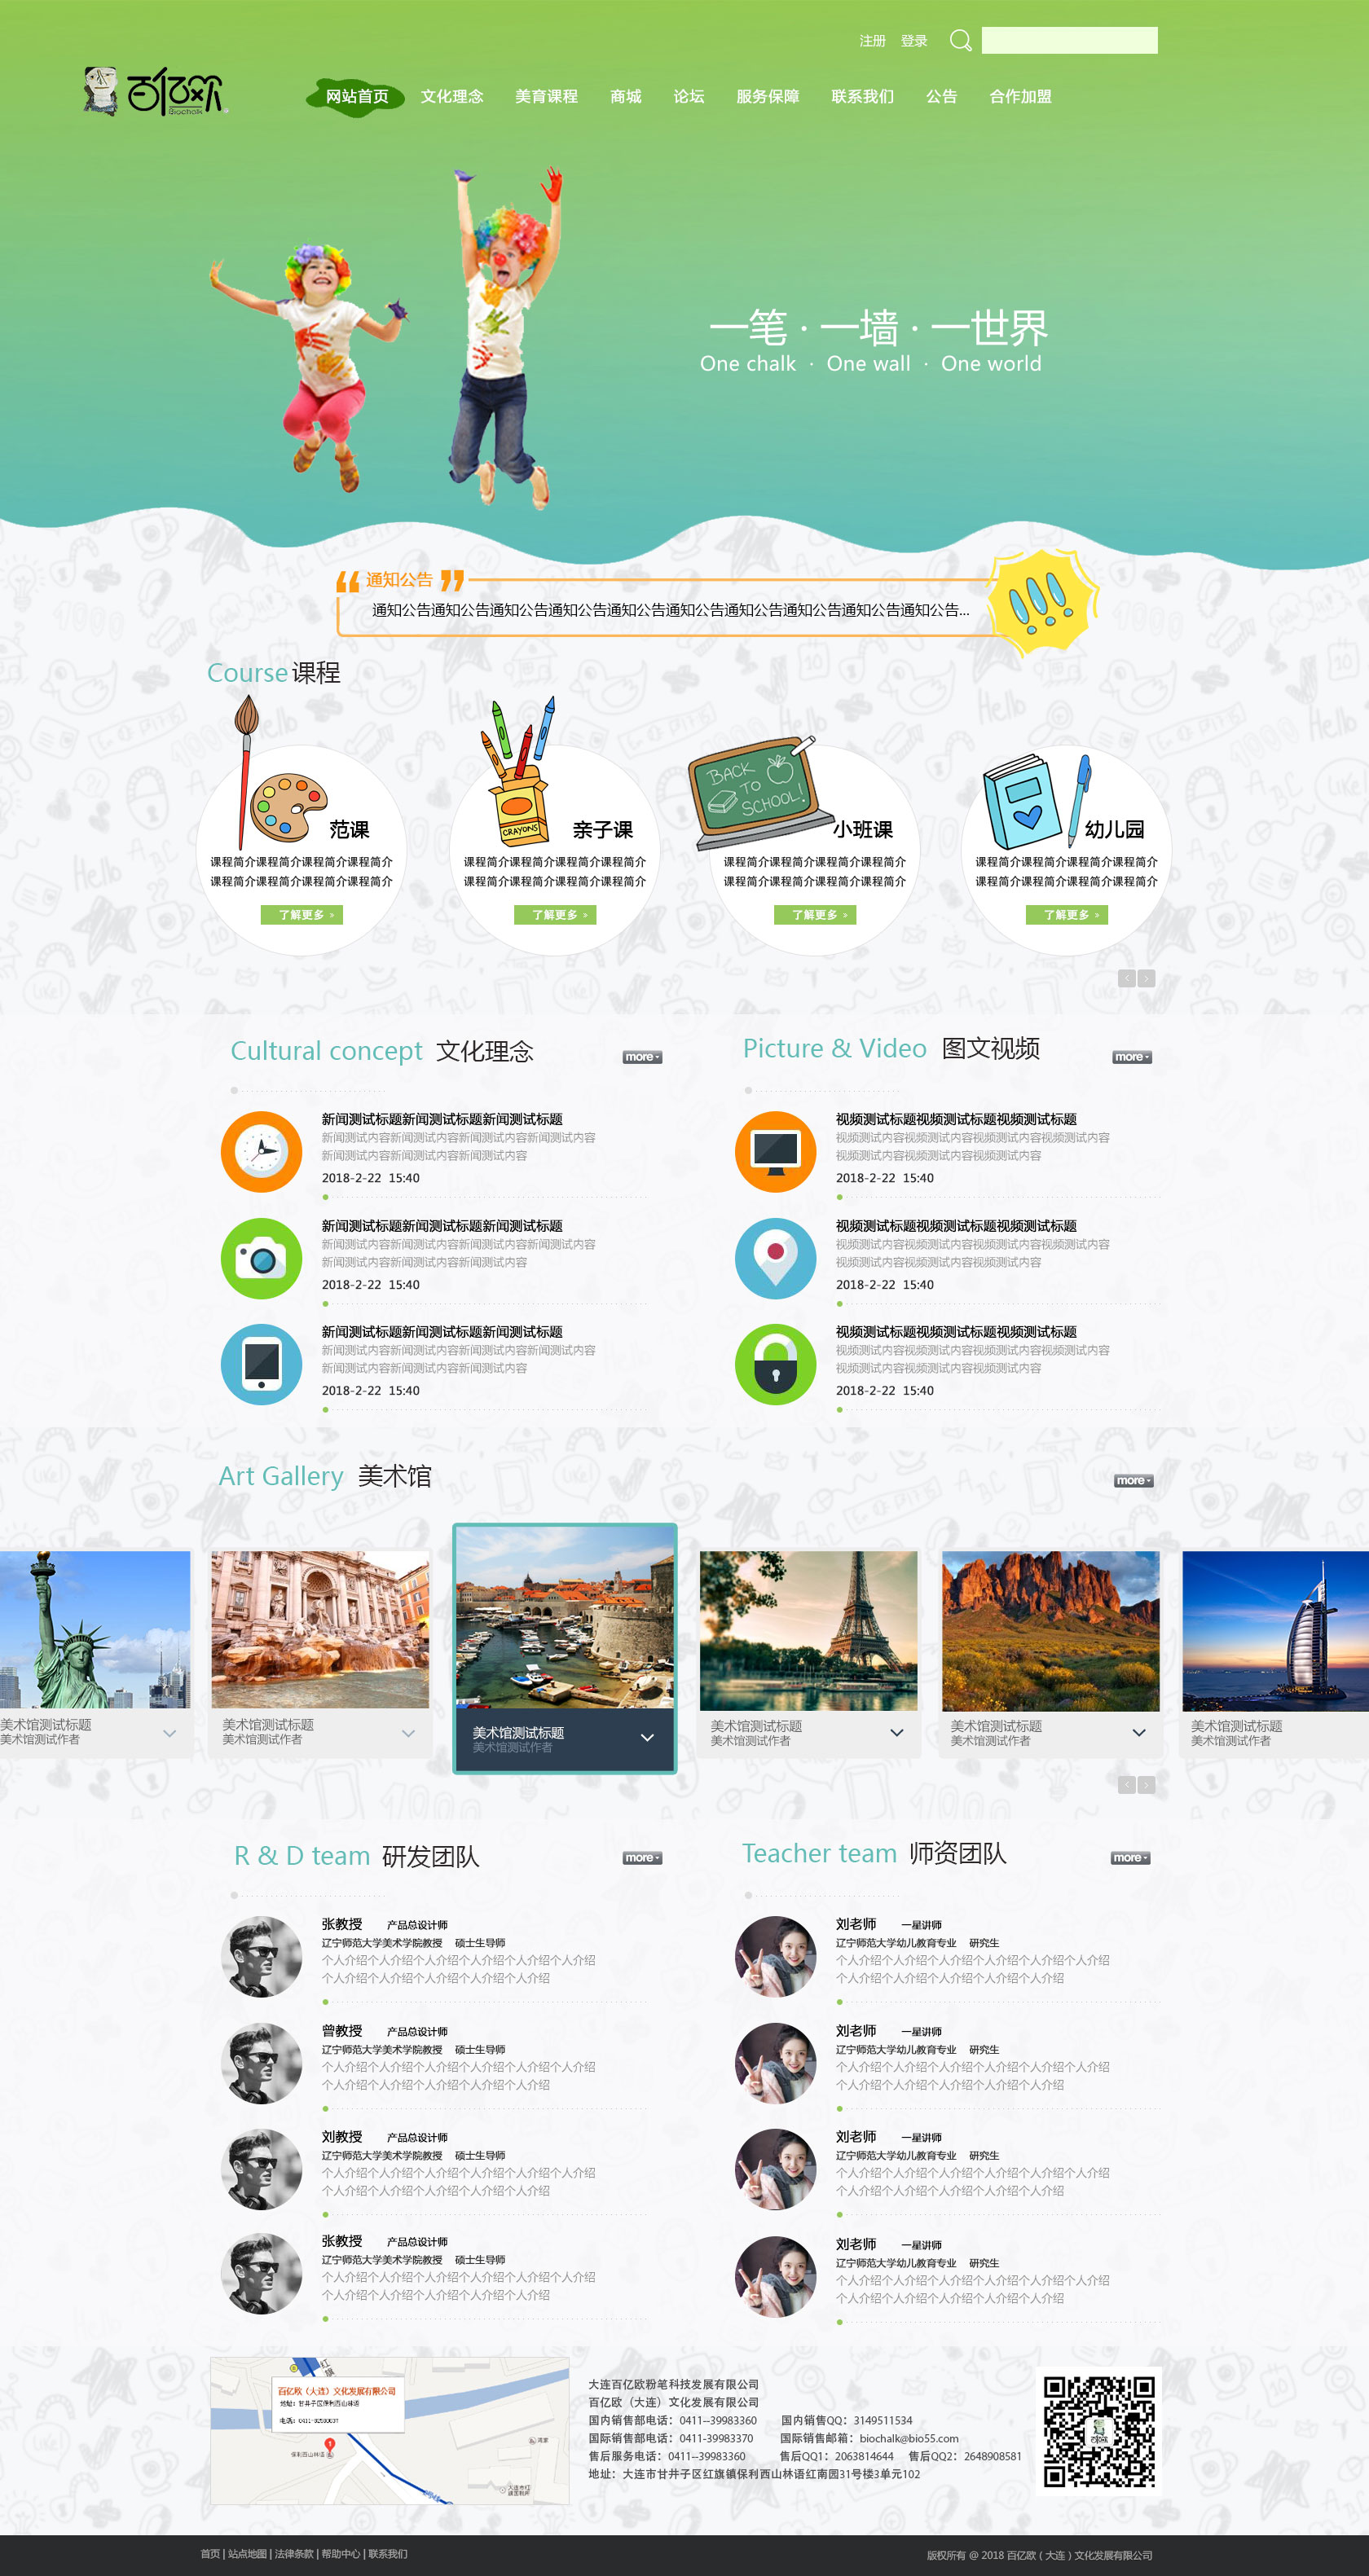 注册 登录
百亿欧
Biochalk
网站首页 文化理念 美育课程 商城 论坛 服务保障 联系我们 公告 合作加盟
一笔 · 一墙 · 一世界
One chalk · One wall · One world
通知公告
通知公告通知公告通知公告通知公告通知公告通知公告通知公告通知公告通知公告通知公告...
Course 课程
CRAYONS
BACK TO SCHOOL!
范课 亲子课 小班课 幼儿园
课程简介课程简介课程简介课程简介 课程简介课程简介课程简介课程简介 课程简介课程简介课程简介课程简介 课程简介课程简介课程简介课程简介
课程简介课程简介课程简介课程简介 课程简介课程简介课程简介课程简介 课程简介课程简介课程简介课程简介 课程简介课程简介课程简介课程简介
了解更多 > 了解更多 > 了解更多 > 了解更多 >
Cultural concept 文化理念 more
新闻测试标题新闻测试标题新闻测试标题
新闻测试内容新闻测试内容新闻测试内容新闻测试内容
新闻测试内容新闻测试内容新闻测试内容
2018-2-22 15:40
新闻测试标题新闻测试标题新闻测试标题
新闻测试内容新闻测试内容新闻测试内容新闻测试内容
新闻测试内容新闻测试内容新闻测试内容
2018-2-22 15:40
新闻测试标题新闻测试标题新闻测试标题
新闻测试内容新闻测试内容新闻测试内容新闻测试内容
新闻测试内容新闻测试内容新闻测试内容
2018-2-22 15:40
Picture & Video 图文视频 more
视频测试标题视频测试标题视频测试标题
视频测试内容视频测试内容视频测试内容视频测试内容
视频测试内容视频测试内容视频测试内容
2018-2-22 15:40
视频测试标题视频测试标题视频测试标题
视频测试内容视频测试内容视频测试内容视频测试内容
视频测试内容视频测试内容视频测试内容
2018-2-22 15:40
视频测试标题视频测试标题视频测试标题
视频测试内容视频测试内容视频测试内容视频测试内容
视频测试内容视频测试内容视频测试内容
2018-2-22 15:40
Art Gallery 美术馆 more
美术馆测试标题 美术馆测试标题 美术馆测试标题 美术馆测试标题 美术馆测试标题 美术馆测试标题
美术馆测试作者 美术馆测试作者 美术馆测试作者 美术馆测试作者 美术馆测试作者 美术馆测试作者
R & D team 研发团队 more
张教授 产品总设计师
辽宁师范大学美术学院教授 硕士生导师
个人介绍个人介绍个人介绍个人介绍个人介绍个人介绍
个人介绍个人介绍个人介绍个人介绍个人介绍
曾教授 产品总设计师
辽宁师范大学美术学院教授 硕士生导师
个人介绍个人介绍个人介绍个人介绍个人介绍个人介绍
个人介绍个人介绍个人介绍个人介绍个人介绍
刘教授 产品总设计师
辽宁师范大学美术学院教授 硕士生导师
个人介绍个人介绍个人介绍个人介绍个人介绍个人介绍
个人介绍个人介绍个人介绍个人介绍个人介绍
张教授 产品总设计师
辽宁师范大学美术学院教授 硕士生导师
个人介绍个人介绍个人介绍个人介绍个人介绍个人介绍
个人介绍个人介绍个人介绍个人介绍个人介绍
Teacher team 师资团队 more
刘老师 一星讲师
辽宁师范大学幼儿教育专业 研究生
个人介绍个人介绍个人介绍个人介绍个人介绍个人介绍
个人介绍个人介绍个人介绍个人介绍个人介绍
刘老师 一星讲师
辽宁师范大学幼儿教育专业 研究生
个人介绍个人介绍个人介绍个人介绍个人介绍个人介绍
个人介绍个人介绍个人介绍个人介绍个人介绍
刘老师 一星讲师
辽宁师范大学幼儿教育专业 研究生
个人介绍个人介绍个人介绍个人介绍个人介绍个人介绍
个人介绍个人介绍个人介绍个人介绍个人介绍
刘老师 一星讲师
辽宁师范大学幼儿教育专业 研究生
个人介绍个人介绍个人介绍个人介绍个人介绍个人介绍
个人介绍个人介绍个人介绍个人介绍个人介绍
百亿欧（大连）文化发展有限公司
地址：甘井子区保利西山林语
保利西山林语
大连百亿欧粉笔科技发展有限公司
百亿欧（大连）文化发展有限公司
国内销售部电话：0411--39983360 国内销售QQ：3149511534
国际销售部电话：0411-39983370 国际销售邮箱：biochalk@bio55.com
售后服务电话：0411--39983360 售后QQ1：2063814644 售后QQ2：2648908581
地址：大连市甘井子区红旗镇保利西山林语红南园31号楼3单元102
首页 | 站点地图 | 法律条款 | 帮助中心 | 联系我们
版权所有 @ 2018 百亿欧（大连）文化发展有限公司